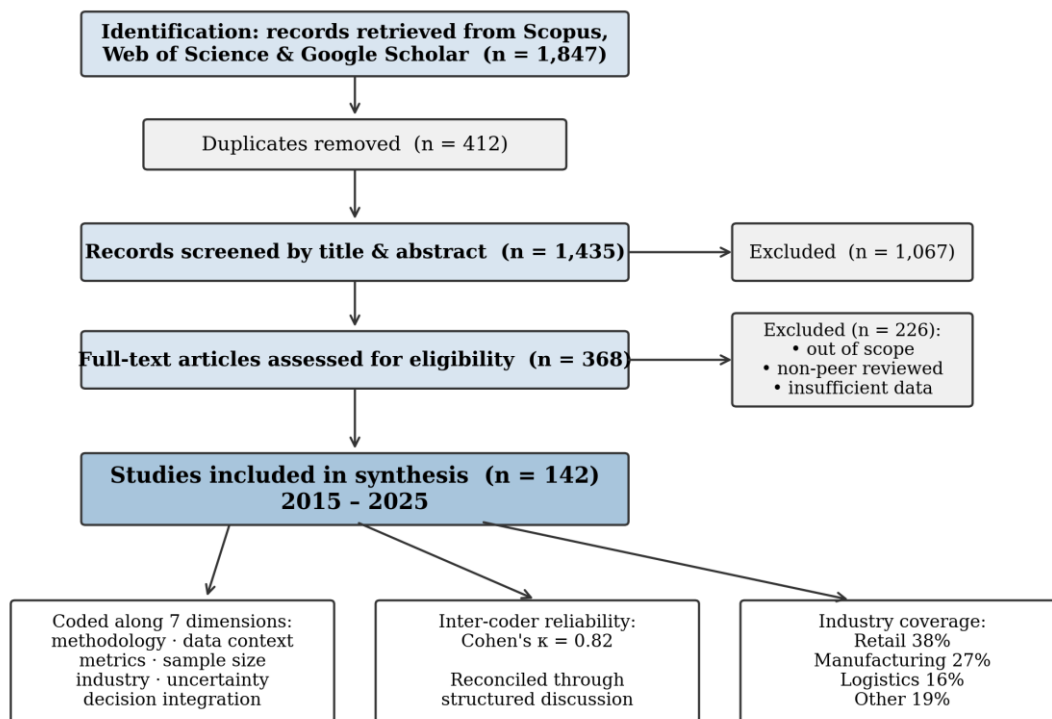 Identification: records retrieved from Scopus,
Web of Science & Google Scholar (n = 1,847)
Duplicates removed (n = 412)
Records screened by title & abstract (n = 1,435)
Excluded (n = 1,067)
Full-text articles assessed for eligibility (n = 368)
Excluded (n = 226):
• out of scope
• non-peer reviewed
• insufficient data
Studies included in synthesis (n = 142)
2015 – 2025
Coded along 7 dimensions:
methodology · data context
metrics · sample size
industry · uncertainty
decision integration
Inter-coder reliability:
Cohen's κ = 0.82
Reconciled through
structured discussion
Industry coverage:
Retail 38%
Manufacturing 27%
Logistics 16%
Other 19%